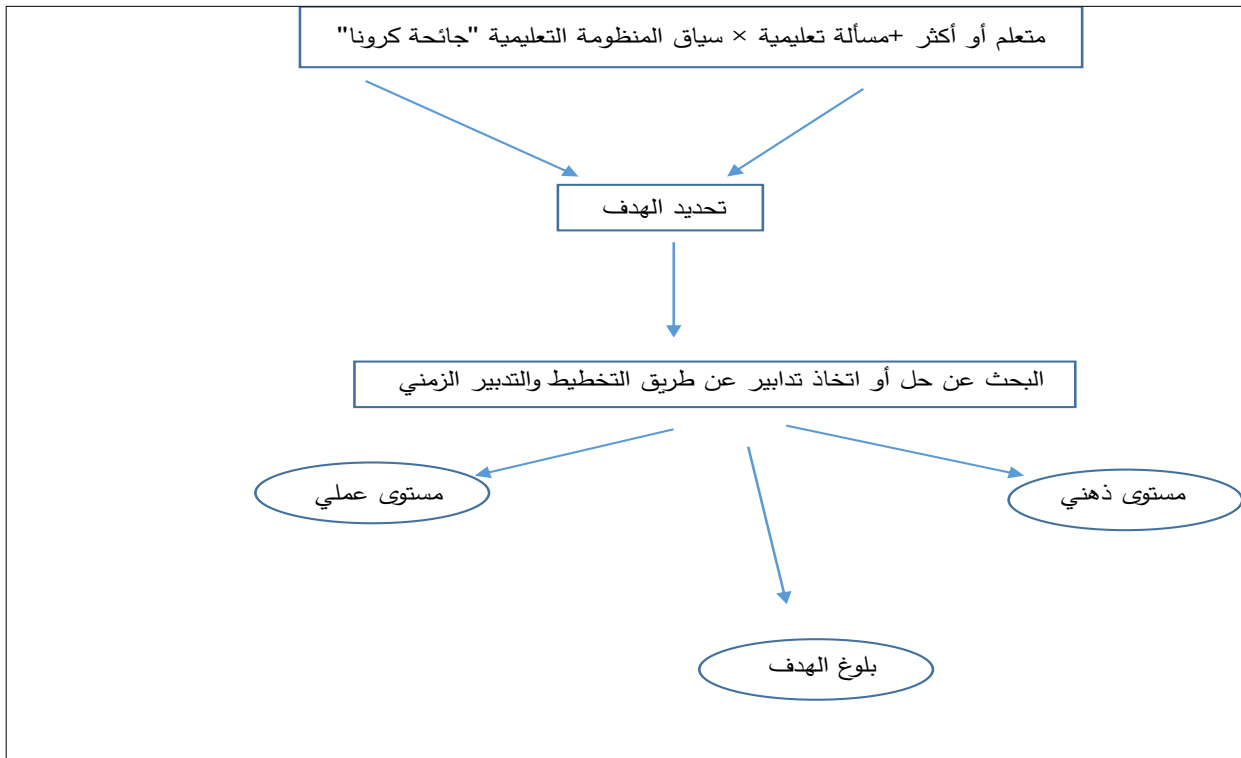 متعلم أو أكثر +مسألة تعليمية × سياق المنظومة التعليمية "جائحة كرونا"
تحديد الهدف
البحث عن حل أو اتخاذ تدابير عن طريق التخطيط والتدبير الزمني
مستوى ذهني
مستوى عملي
بلوغ الهدف